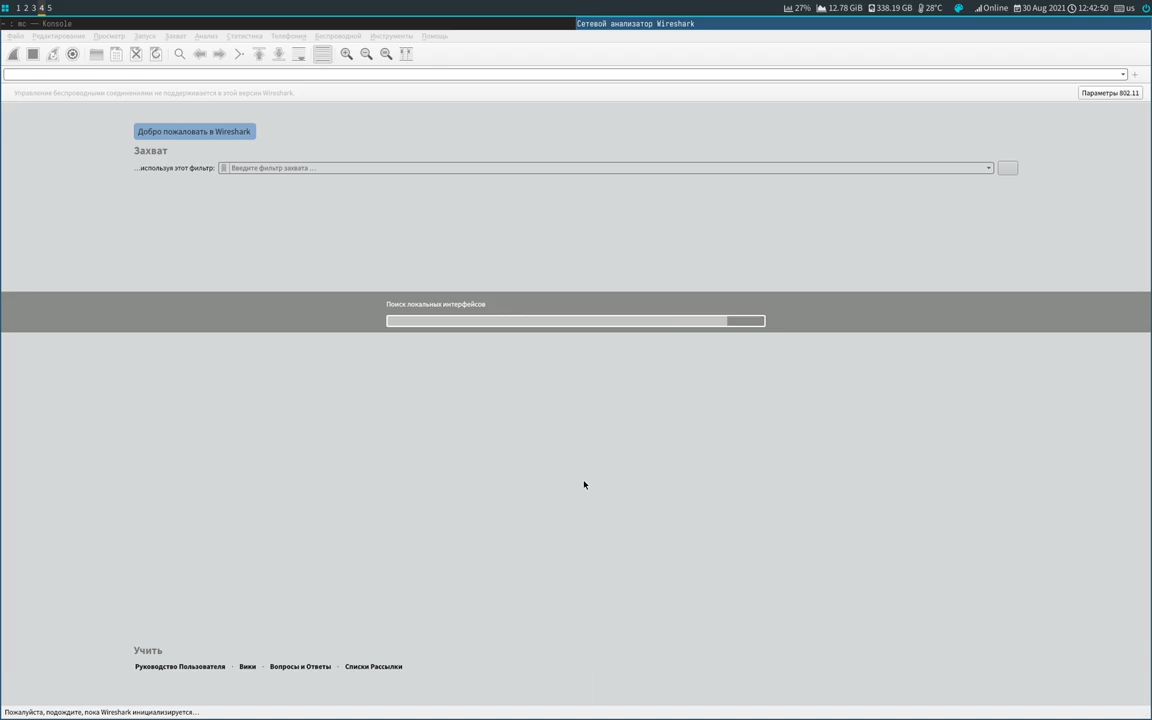 1 2 3 4 5 27% 12.78 GiB 338.19 GB 28°C Online 30 Aug 2021 12:42:50 us
~ : mc — Konsole Сетевой анализатор Wireshark
Файл Редактирование Просмотр Запуск Захват Анализ Статистика Телефония Беспроводной Инструменты Помощь
Управление беспроводными соединениями не поддерживается в этой версии Wireshark. Параметры 802.11
Добро пожаловать в Wireshark
Захват
…используя этот фильтр: Введите фильтр захвата …
Поиск локальных интерфейсов
Учить
Руководство Пользователя · Вики · Вопросы и Ответы · Списки Рассылки
Пожалуйста, подождите, пока Wireshark инициализируется…